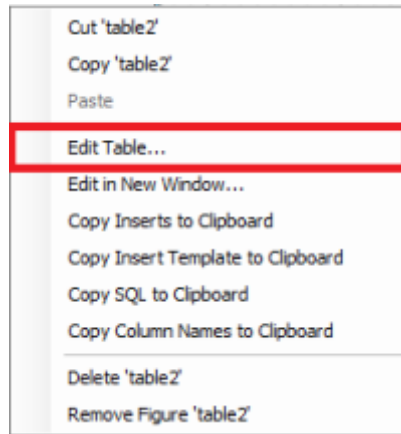 Cut 'table2'
Copy 'table2'
Paste
Edit Table...
Edit in New Window...
Copy Inserts to Clipboard
Copy Insert Template to Clipboard
Copy SQL to Clipboard
Copy Column Names to Clipboard
Delete 'table2'
Remove Figure 'table2'